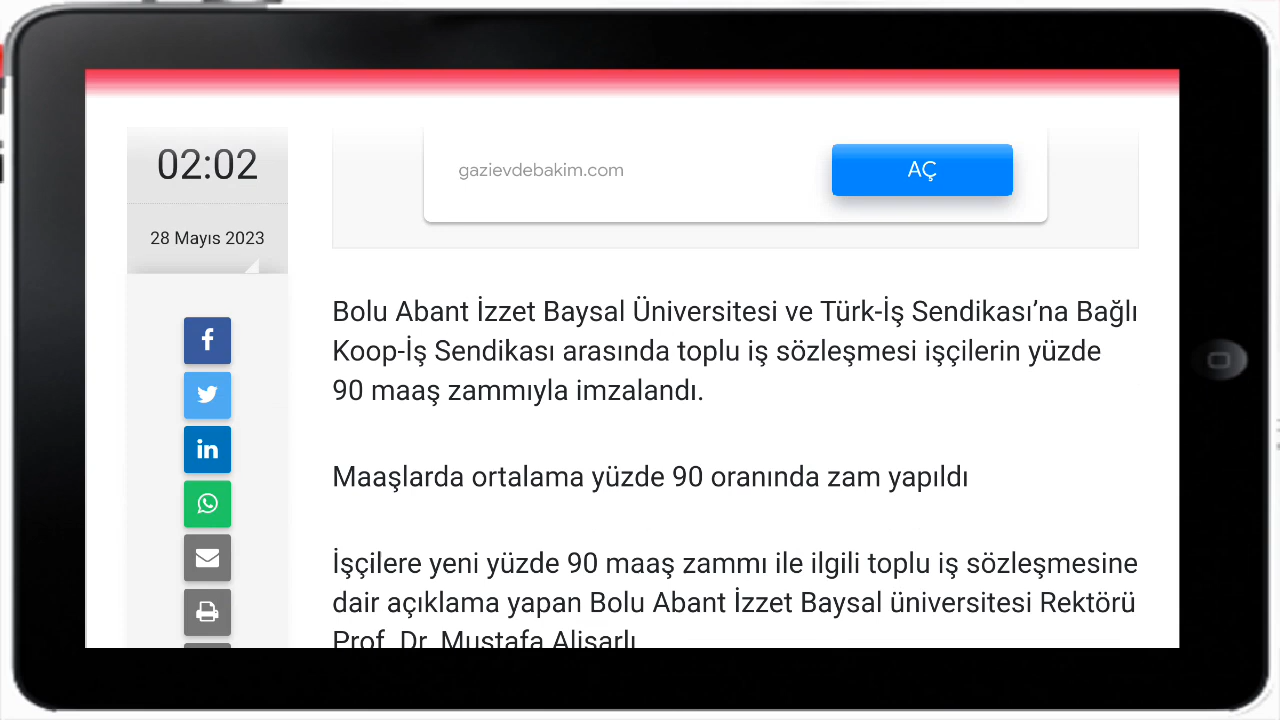 02:02
28 Mayıs 2023
gazievdebakim.com
AÇ
Bolu Abant İzzet Baysal Üniversitesi ve Türk-İş Sendikası’na Bağlı
Koop-İş Sendikası arasında toplu iş sözleşmesi işçilerin yüzde
90 maaş zammıyla imzalandı.
Maaşlarda ortalama yüzde 90 oranında zam yapıldı
İşçilere yeni yüzde 90 maaş zammı ile ilgili toplu iş sözleşmesine
dair açıklama yapan Bolu Abant İzzet Baysal üniversitesi Rektörü
Prof. Dr. Mustafa Alişarlı